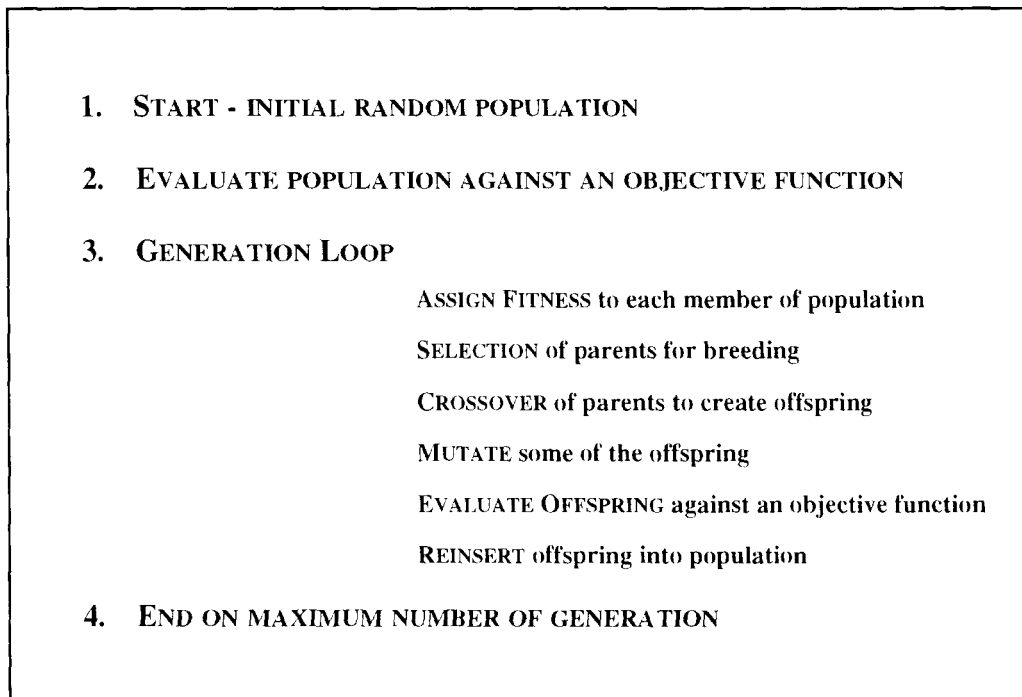 1. START - INITIAL RANDOM POPULATION
2. EVALUATE POPULATION AGAINST AN OBJECTIVE FUNCTION
3. GENERATION LOOP
ASSIGN FITNESS to each member of population
SELECTION of parents for breeding
CROSSOVER of parents to create offspring
MUTATE some of the offspring
EVALUATE OFFSPRING against an objective function
REINSERT offspring into population
4. END ON MAXIMUM NUMBER OF GENERATION